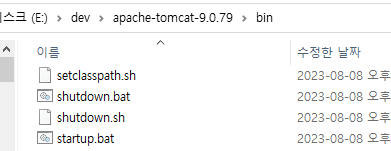 스크 (E:) > dev > apache-tomcat-9.0.79 > bin
이름 수정한 날짜
setclasspath.sh 2023-08-08 오후
shutdown.bat 2023-08-08 오후
shutdown.sh 2023-08-08 오후
startup.bat 2023-08-08 오후